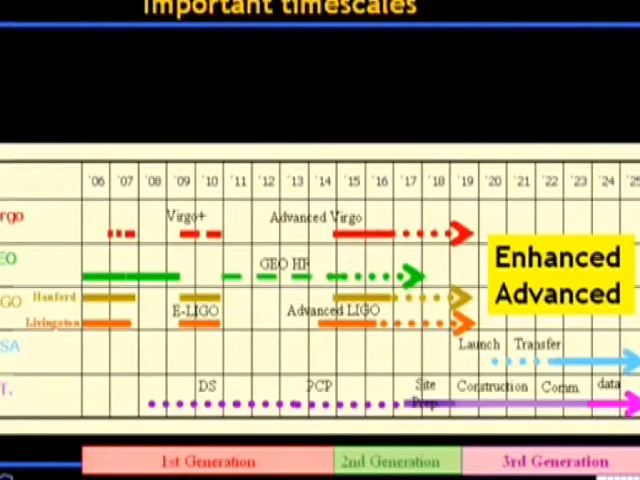 Important timescales
'06 '07 '08 '09 '10 '11 '12 '13 '14 '15 '16 '17 '18 '19 '20 '21 '22 '23 '24 '25
rgo Virgo+ Advanced Virgo
EO GEO HF
Enhanced
Advanced
GO Hanford
E-LIGO Advanced LIGO
Livingston
SA Launch Transfer
T. DS PCP Site Construction Comm. data
Prep.
1st Generation 2nd Generation 3rd Generation